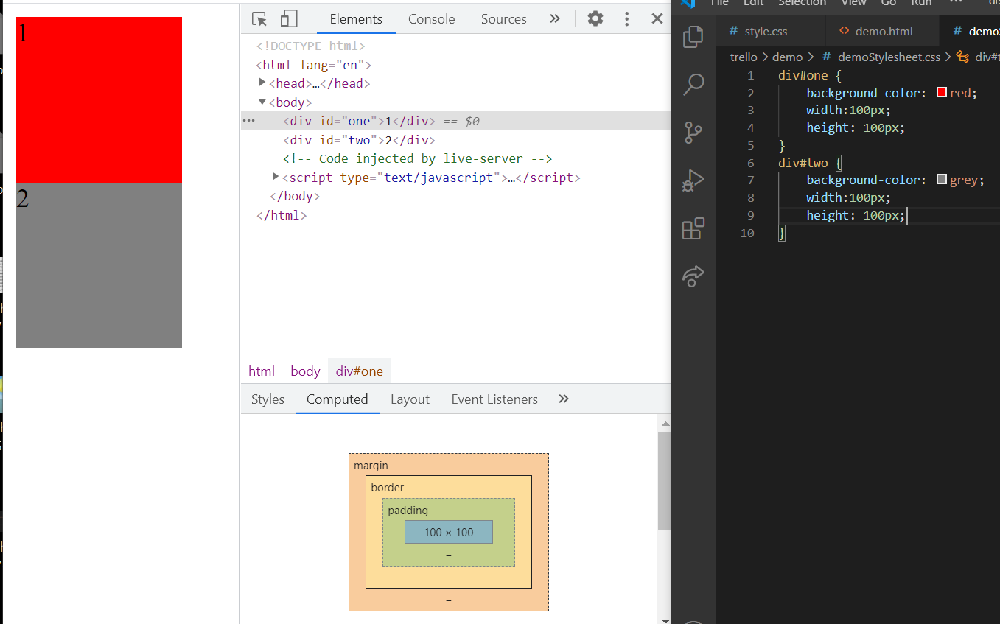 1
2
Elements Console Sources »
<!DOCTYPE html>
<html lang="en">
<head>…</head>
<body>
<div id="one">1</div> == $0
<div id="two">2</div>
<!-- Code injected by live-server -->
<script type="text/javascript">…</script>
</body>
</html>
html body div#one
Styles Computed Layout Event Listeners »
margin –
border –
padding –
– – – 100 × 100 – – –
–
–
–
File Edit Selection View Go Run ···
# style.css <> demo.html # demoS
trello > demo > # demoStylesheet.css > div#t
1 div#one {
2 background-color: red;
3 width:100px;
4 height: 100px;
5 }
6 div#two {
7 background-color: grey;
8 width:100px;
9 height: 100px;
10 }